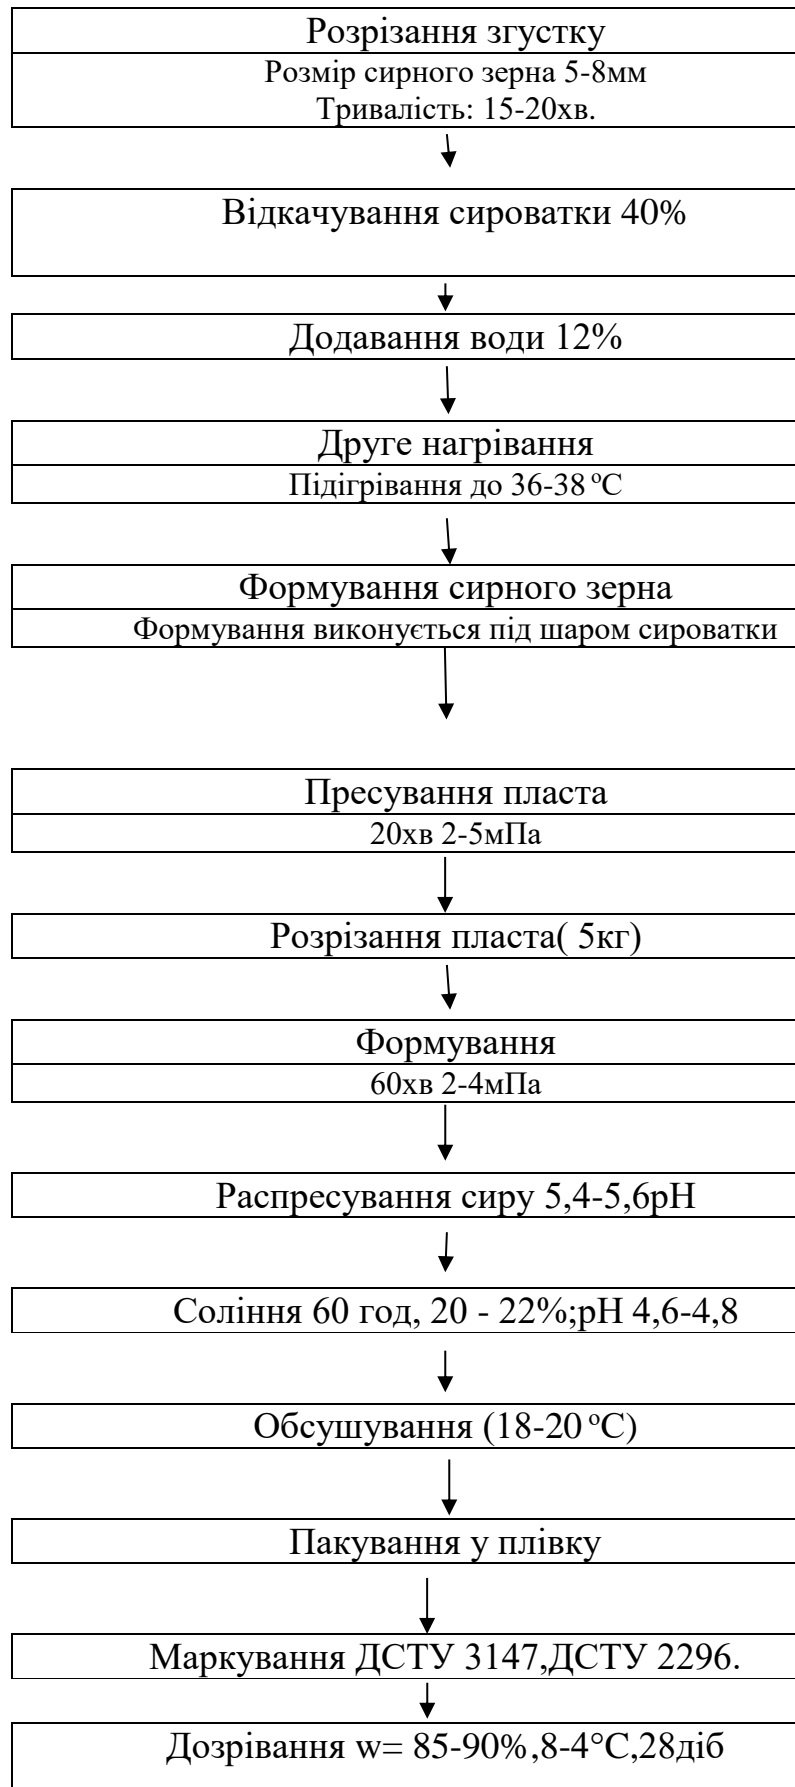 Розрізання згустку
Розмір сирного зерна 5-8мм
Тривалість: 15-20хв.
Відкачування сироватки 40%
Додавання води 12%
Друге нагрівання
Підігрівання до 36-38 ºС
Формування сирного зерна
Формування виконується під шаром сироватки
Пресування пласта
20хв 2-5мПа
Розрізання пласта( 5кг)
Формування
60хв 2-4мПа
Распресування сиру 5,4-5,6рН
Соління 60 год, 20 - 22%;рН 4,6-4,8
Обсушування (18-20 ºС)
Пакування у плівку
Маркування ДСТУ 3147,ДСТУ 2296.
Дозрівання w= 85-90%,8-4°С,28діб